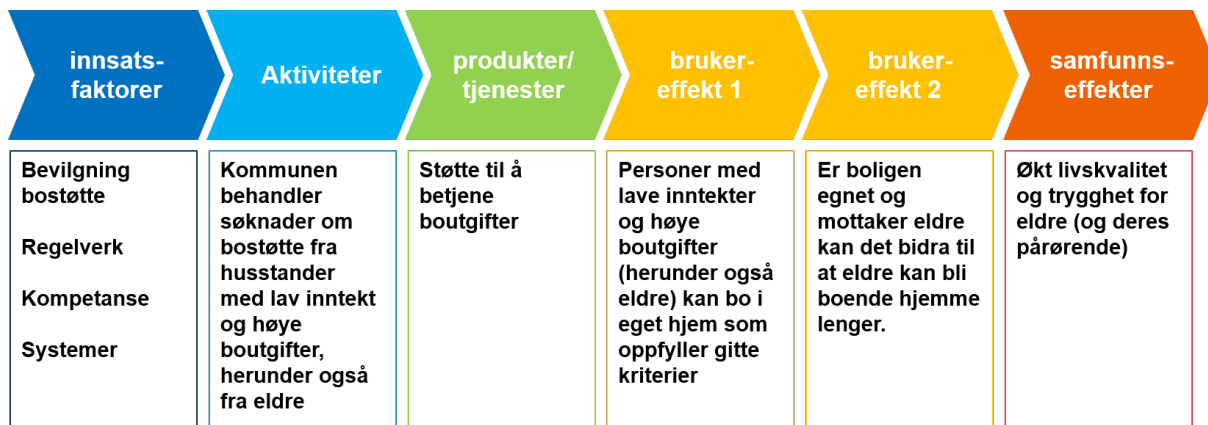 innsats-
faktorer
Aktiviteter
produkter/
tjenester
bruker-
effekt 1
bruker-
effekt 2
samfunns-
effekter
Bevilgning
bostøtte
Regelverk
Kompetanse
Systemer
Kommunen
behandler
søknader om
bostøtte fra
husstander
med lav inntekt
og høye
boutgifter,
herunder også
fra eldre
Støtte til å
betjene
boutgifter
Personer med
lave inntekter
og høye
boutgifter
(herunder også
eldre) kan bo i
eget hjem som
oppfyller gitte
kriterier
Er boligen
egnet og
mottaker eldre
kan det bidra til
at eldre kan bli
boende hjemme
lenger.
Økt livskvalitet
og trygghet for
eldre (og deres
pårørende)